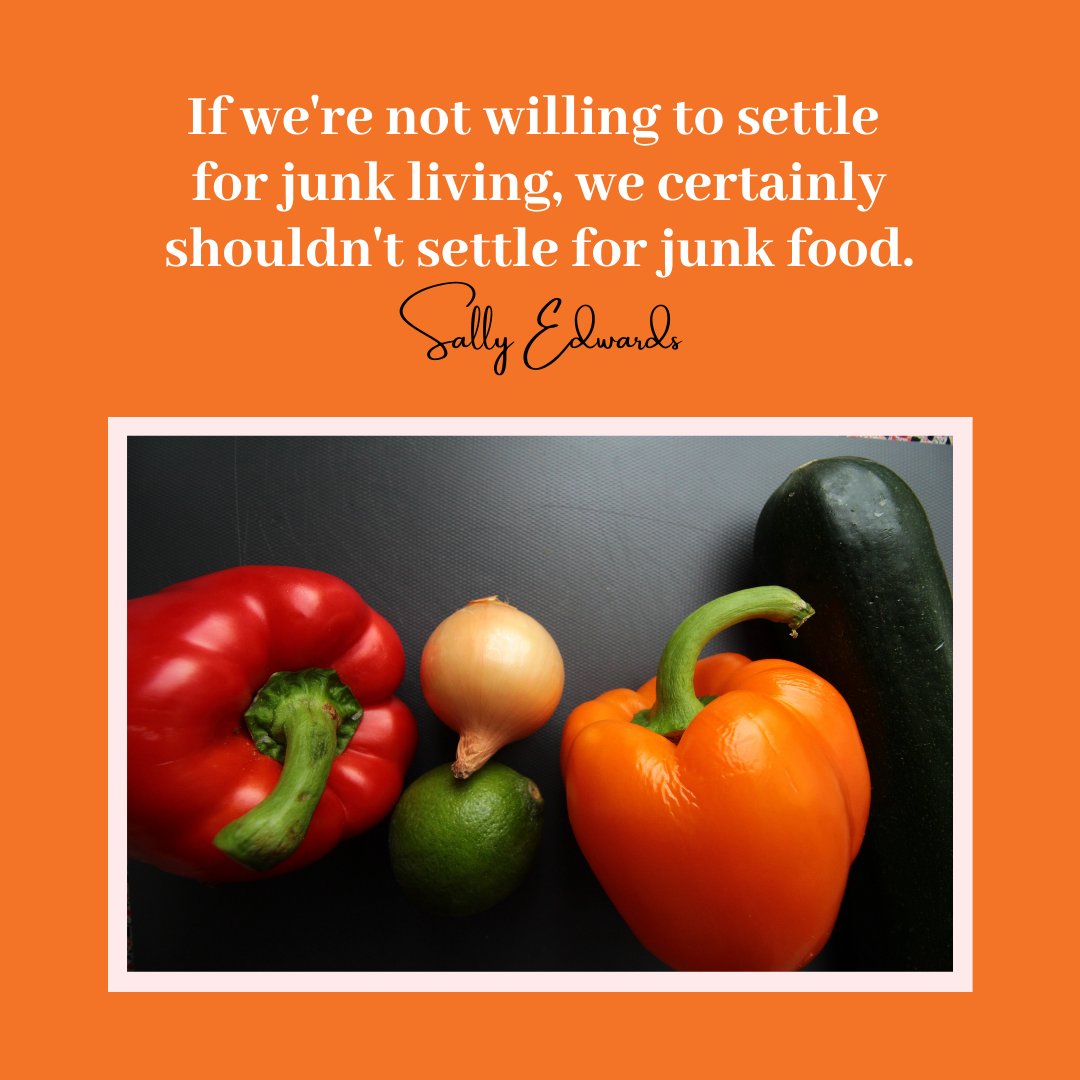 If we're not willing to settle
for junk living, we certainly
shouldn't settle for junk food.
Sally Edwards